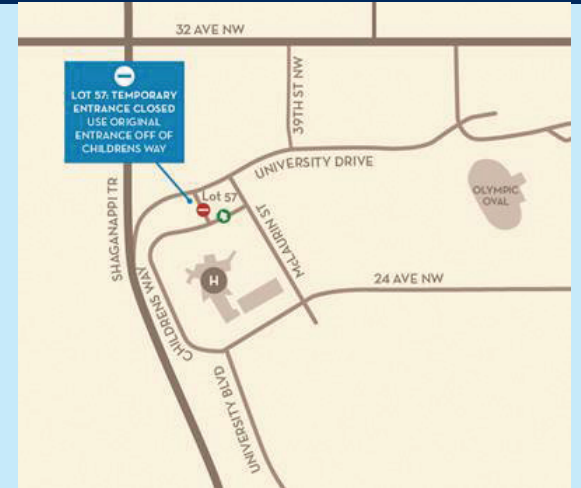 32 AVE NW
39TH ST NW
LOT 57: TEMPORARY
ENTRANCE CLOSED
USE ORIGINAL
ENTRANCE OFF OF
CHILDRENS WAY
UNIVERSITY DRIVE
SHAGANAPPI TR
Lot 57
OLYMPIC
OVAL
McLAURIN ST
H
24 AVE NW
CHILDRENS WAY
UNIVERSITY BLVD